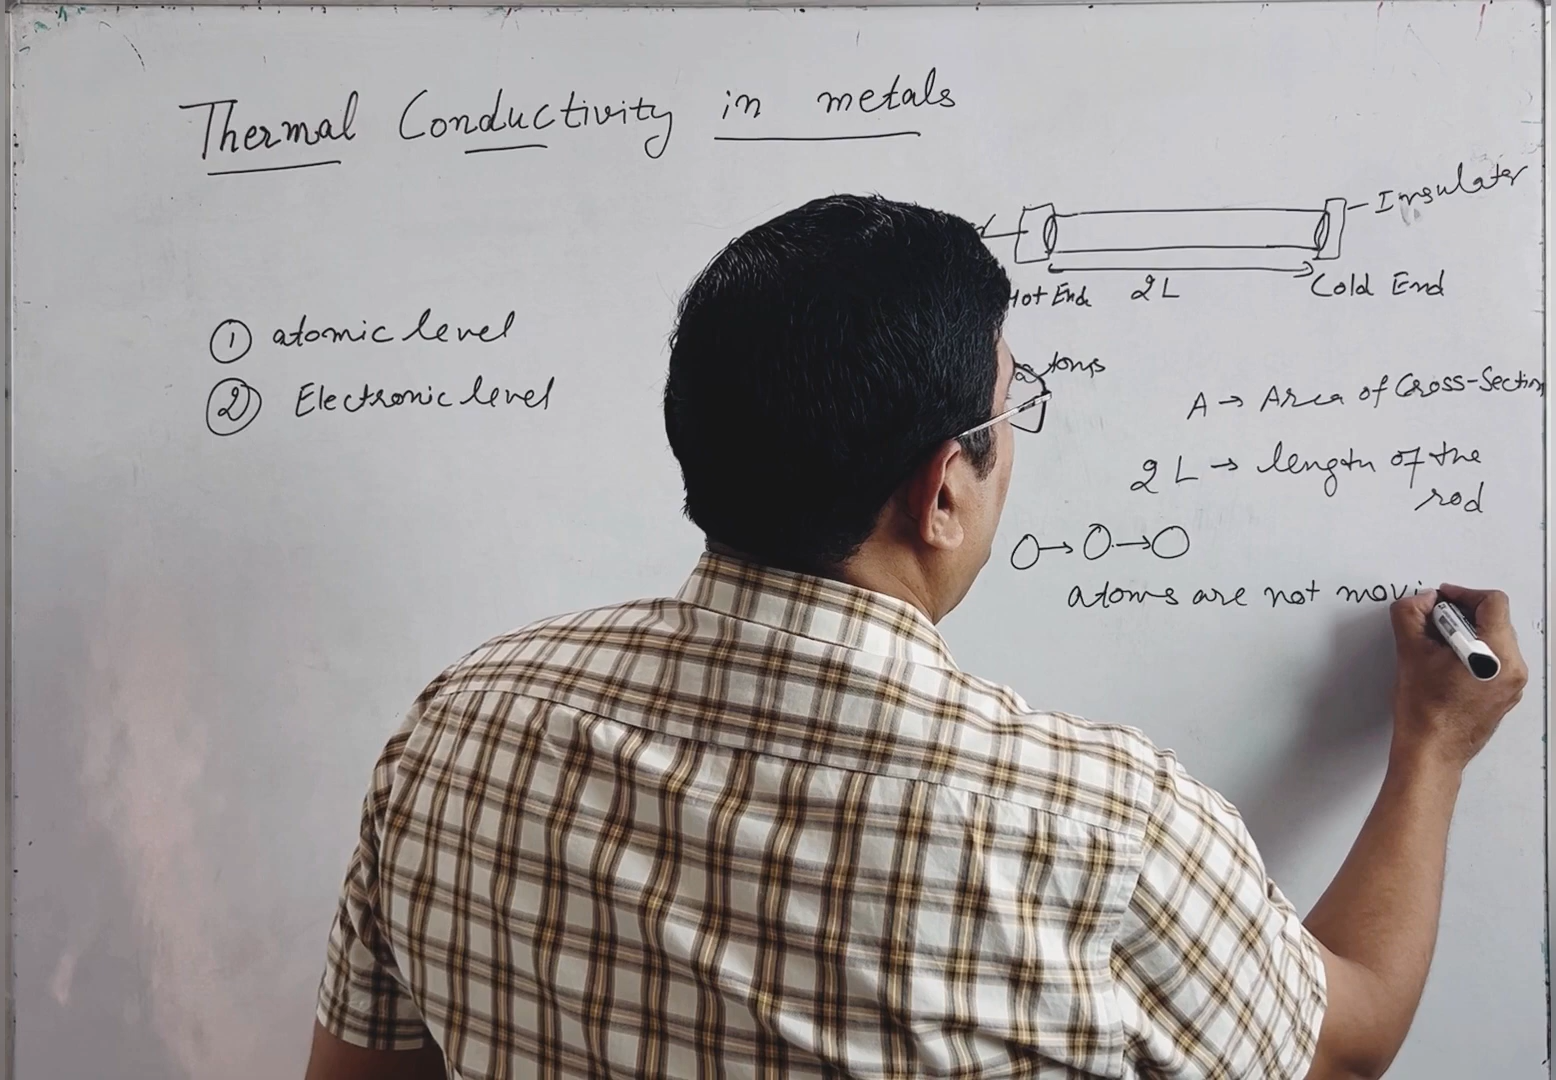 Thermal Conductivity in metals
Insulater
Hot End
2L
Cold End
① atomic level
② Electronic level
atoms
A → Area of Cross-Section
2L → length of the
rod
O→O→O
atoms are not movi